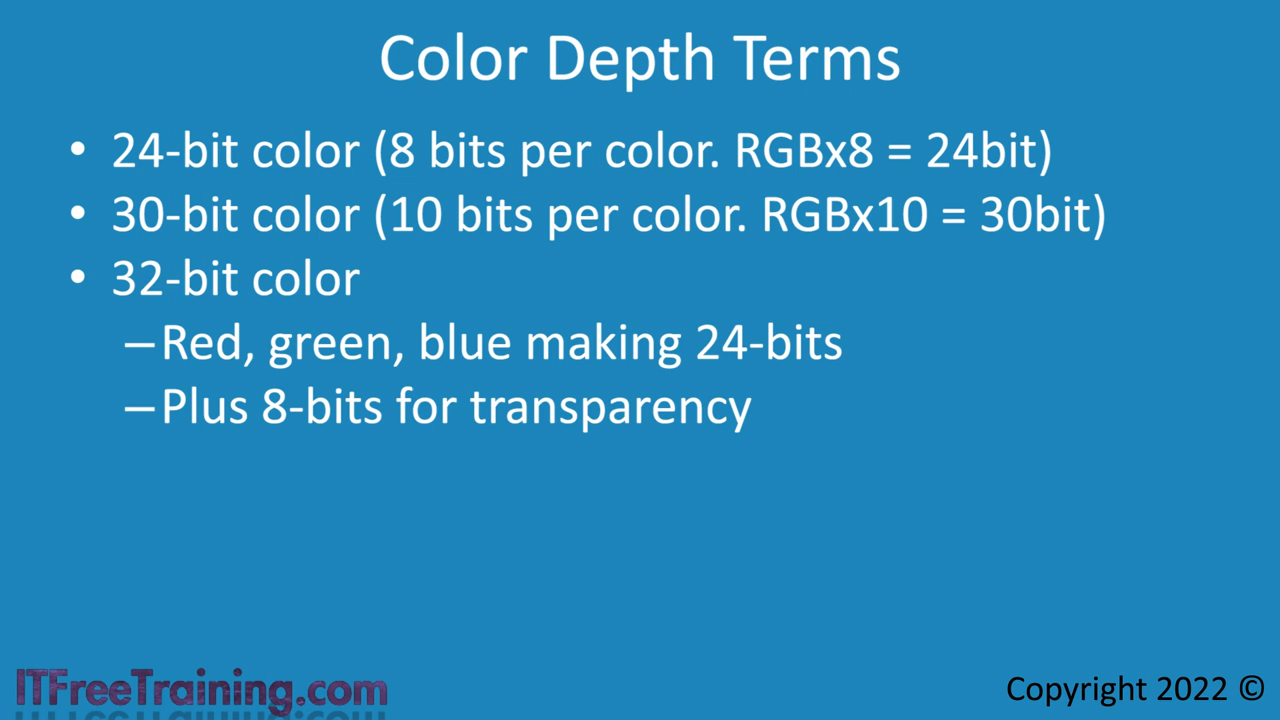 Color Depth Terms
• 24-bit color (8 bits per color. RGBx8 = 24bit)
• 30-bit color (10 bits per color. RGBx10 = 30bit)
• 32-bit color
–Red, green, blue making 24-bits
–Plus 8-bits for transparency
ITFreeTraining.com
Copyright 2022 ©